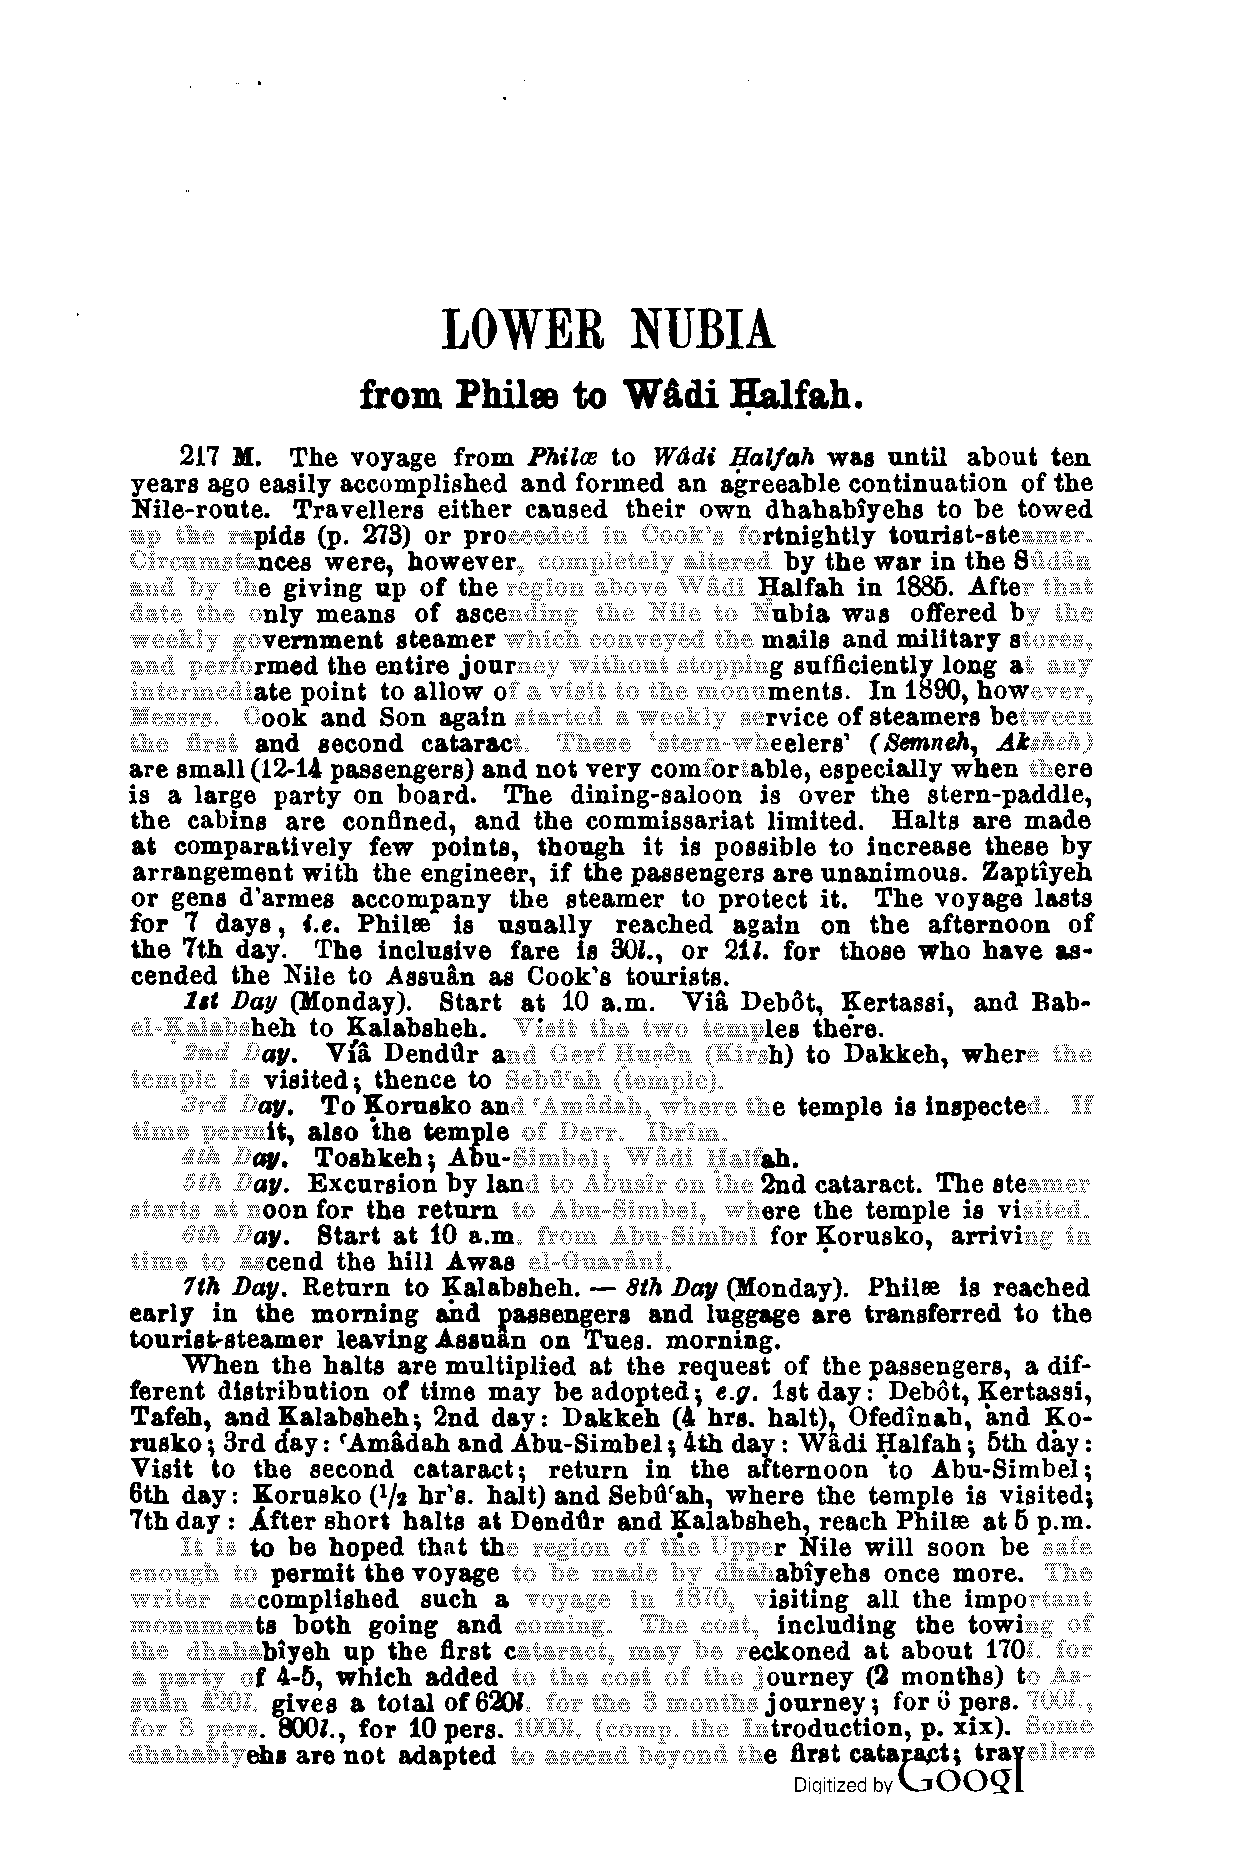 LOWER NUBIA
from Philæ to Wâdi Ḥalfah.
217 M. The voyage from Philæ to Wâdi Ḥalfah was until about ten
years ago easily accomplished and formed an agreeable continuation of the
Nile-route. Travellers either caused their own dhahabîyehs to be towed
up the rapids (p. 273) or proceeded in Cook's fortnightly tourist-steamer.
Circumstances were, however, completely altered by the war in the Sûdân
and by the giving up of the region above Wâdi Ḥalfah in 1885. After that
date the only means of ascending the Nile to Nubia was offered by the
weekly government steamer which conveyed the mails and military stores,
and performed the entire journey without stopping sufficiently long at any
intermediate point to allow of a visit to the monuments. In 1890, however,
Messrs. Cook and Son again started a weekly service of steamers between
the first and second cataract. These 'stern-wheelers' (Semneh, Akasheh)
are small (12-14 passengers) and not very comfortable, especially when there
is a large party on board. The dining-saloon is over the stern-paddle,
the cabins are confined, and the commissariat limited. Halts are made
at comparatively few points, though it is possible to increase these by
arrangement with the engineer, if the passengers are unanimous. Zaptîyeh
or gens d'armes accompany the steamer to protect it. The voyage lasts
for 7 days, i.e. Philæ is usually reached again on the afternoon of
the 7th day. The inclusive fare is 30l., or 21l. for those who have as-
cended the Nile to Assuân as Cook's tourists.
1st Day (Monday). Start at 10 a.m. Viâ Debôt, Ḳertassi, and Bab-
el-Kalabsheh to Ḳalabsheh. Visit the two temples there.
2nd Day. Viâ Dendûr and Gerf Ḥusên (Kirsh) to Dakkeh, where the
temple is visited; thence to Sebû'ah (temple).
3rd Day. To Ḳorusko and 'Amâdah, where the temple is inspected. If
time permit, also the temple of Derr. Ibrîm.
4th Day. Toshkeh; Abu-Simbel; Wâdi Ḥalfah.
5th Day. Excursion by land to Abusîr on the 2nd cataract. The steamer
starts at noon for the return to Abu-Simbel, where the temple is visited.
6th Day. Start at 10 a.m. from Abu-Simbel for Ḳorusko, arriving in
time to ascend the hill Awas el-Guarâni.
7th Day. Return to Ḳalabsheh. — 8th Day (Monday). Philæ is reached
early in the morning and passengers and luggage are transferred to the
tourist-steamer leaving Assuân on Tues. morning.
When the halts are multiplied at the request of the passengers, a dif-
ferent distribution of time may be adopted; e.g. 1st day: Debôt, Ḳertassi,
Tafeh, and Ḳalabsheh; 2nd day: Dakkeh (4 hrs. halt), Ofedînah, and Ḳo-
rusko; 3rd day: 'Amâdah and Abu-Simbel; 4th day: Wâdi Ḥalfah; 5th day:
Visit to the second cataract; return in the afternoon to Abu-Simbel;
6th day: Ḳorusko (1/2 hr's. halt) and Sebû'ah, where the temple is visited;
7th day: After short halts at Dendûr and Ḳalabsheh, reach Philæ at 5 p.m.
It is to be hoped that the region of the Upper Nile will soon be safe
enough to permit the voyage to be made by dhahabîyehs once more. The
writer accomplished such a voyage in 1870, visiting all the important
monuments both going and coming. The cost, including the towing of
the dhahabîyeh up the first cataract, may be reckoned at about 170l. for
a party of 4-5, which added to the cost of the journey (2 months) to As-
suân gives a total of 620l. for the 3 months journey; for 6 pers. 700l.,
for 8 pers. 800l., for 10 pers. 1000l. (comp. the Introduction, p. xix). Some
dhahabîyehs are not adapted to ascend beyond the first cataract; travellers
Digitized by Googl